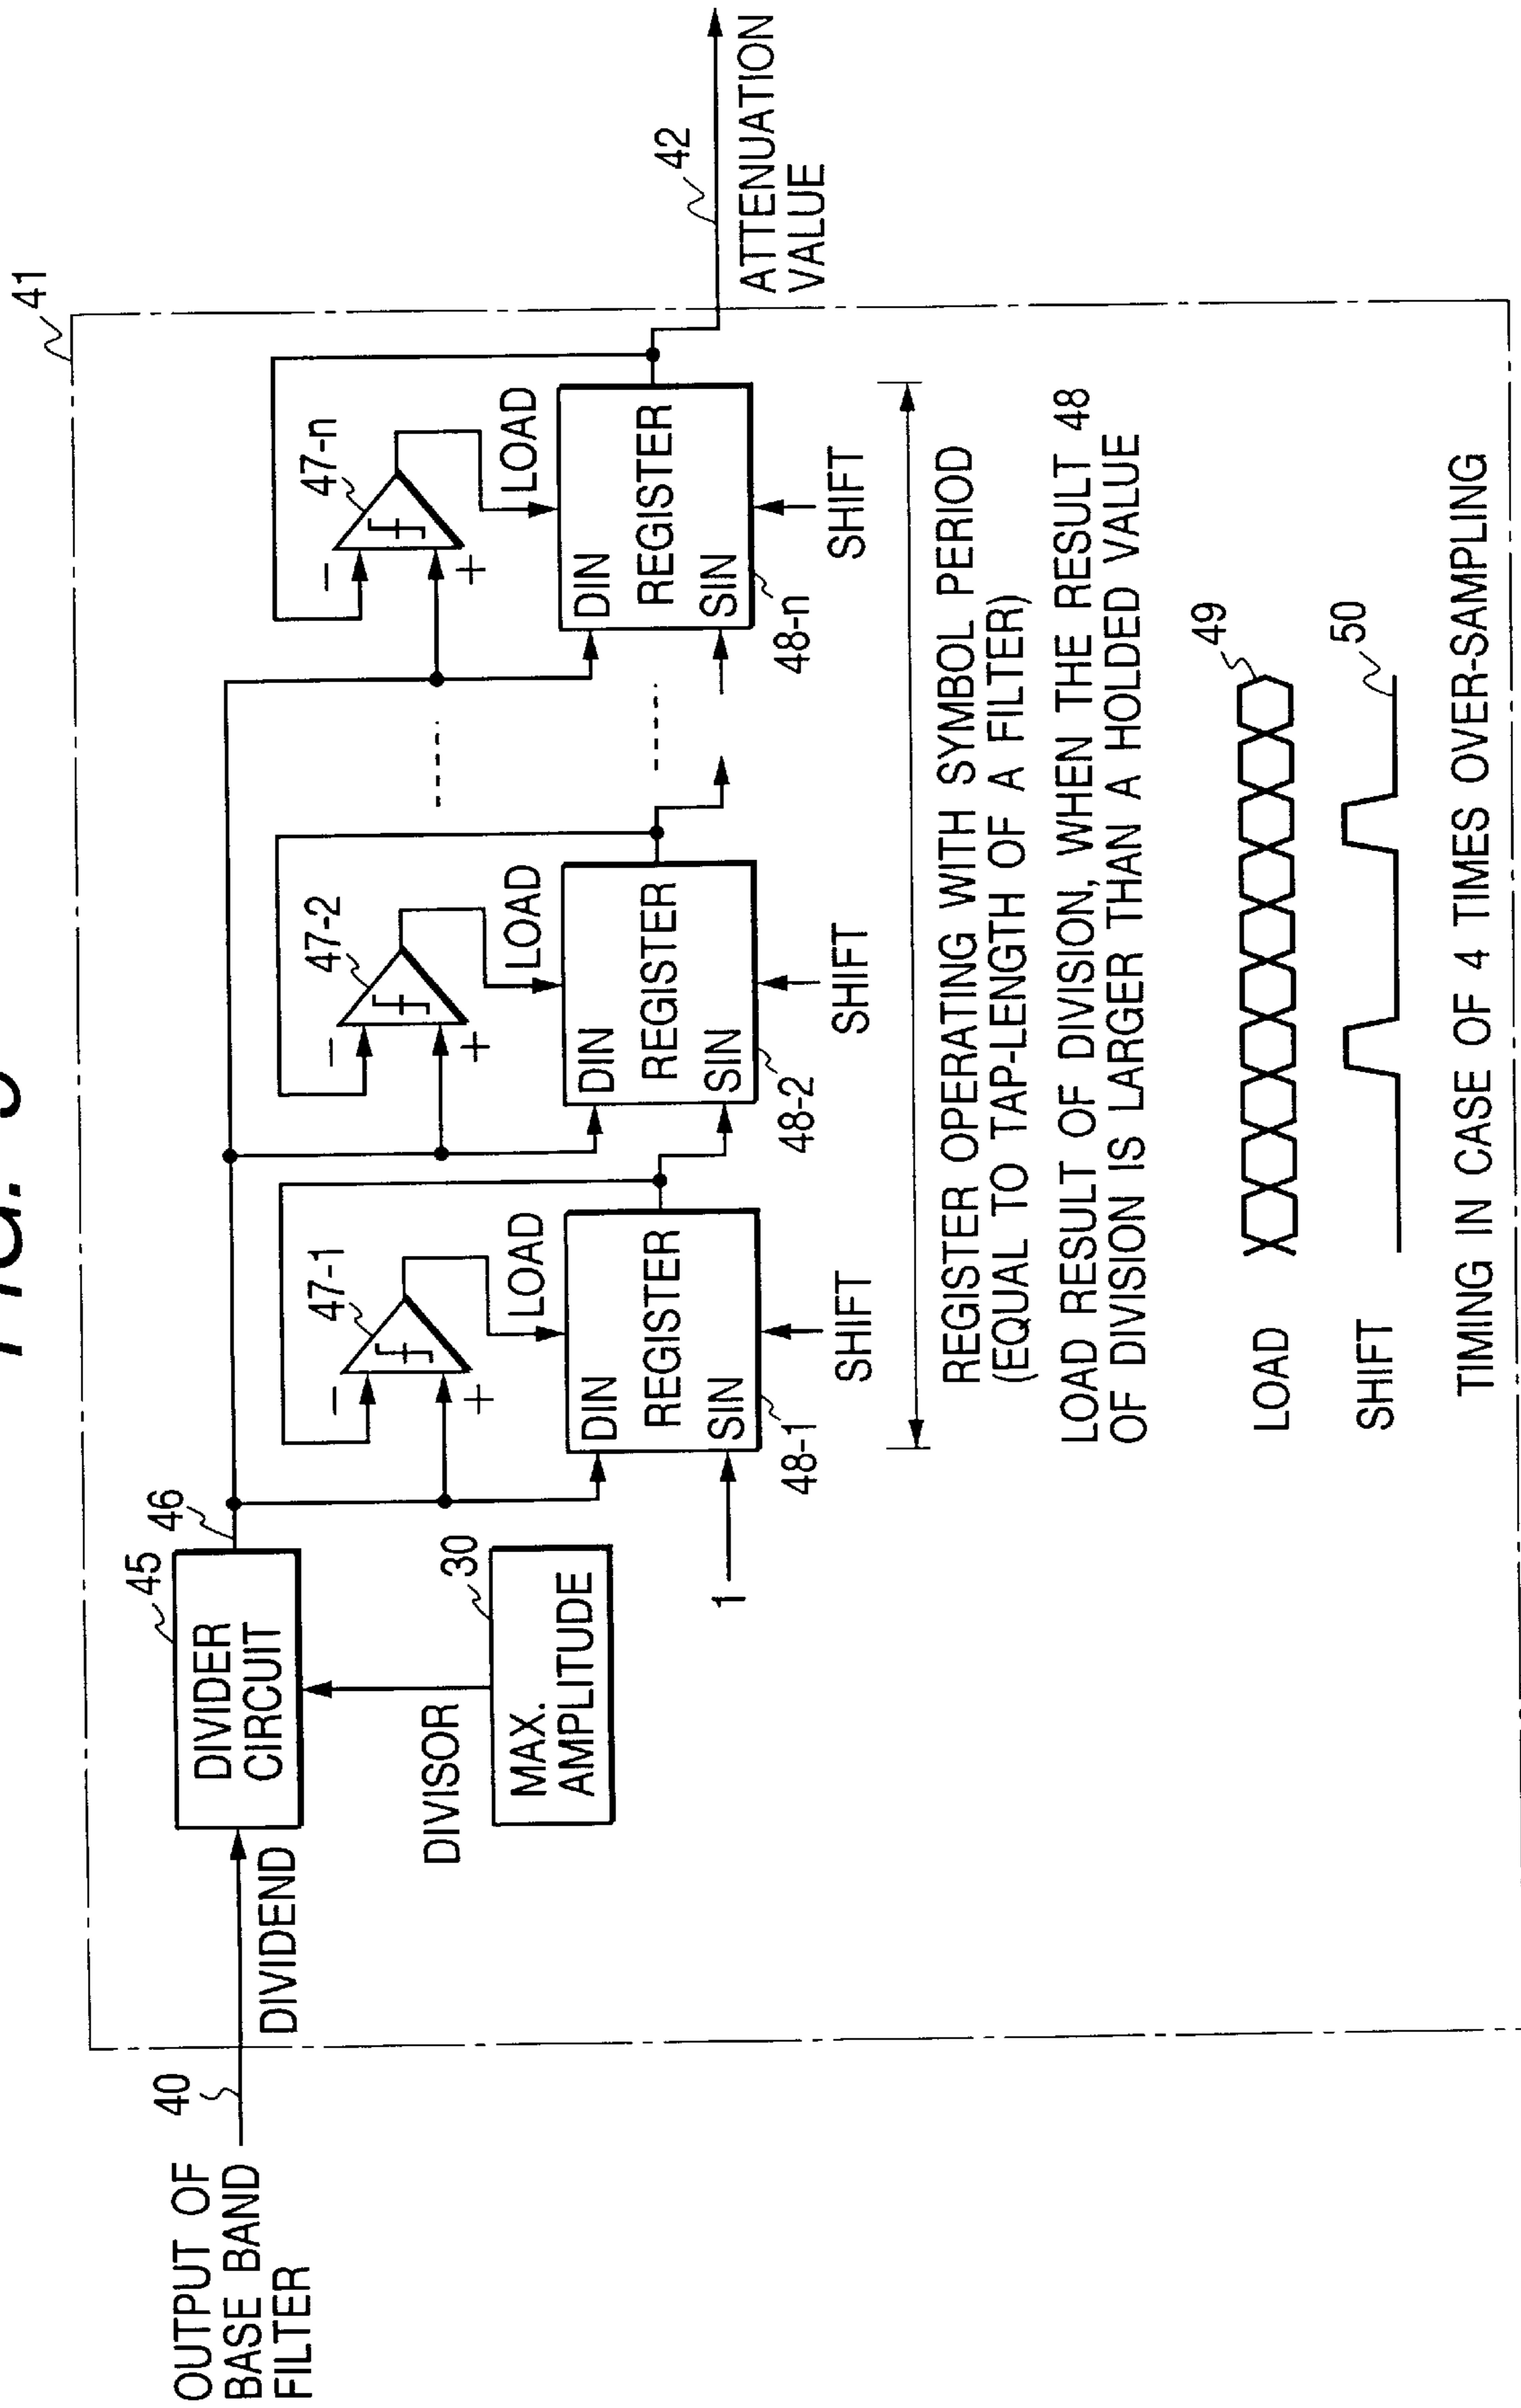 41
OUTPUT OF
BASE BAND
FILTER
40
DIVIDEND
45
DIVIDER
CIRCUIT
46
DIVISOR
30
MAX.
AMPLITUDE
1
47-1
−
+
LOAD
DIN
REGISTER
SIN
48-1
SHIFT
47-2
−
+
LOAD
DIN
REGISTER
SIN
48-2
SHIFT
47-n
−
+
LOAD
DIN
REGISTER
SIN
48-n
SHIFT
42
ATTENUATION
VALUE
REGISTER OPERATING WITH SYMBOL PERIOD
(EQUAL TO TAP-LENGTH OF A FILTER)
LOAD RESULT OF DIVISION, WHEN THE RESULT 48
OF DIVISION IS LARGER THAN A HOLDED VALUE
LOAD
49
SHIFT
50
TIMING IN CASE OF 4 TIMES OVER-SAMPLING